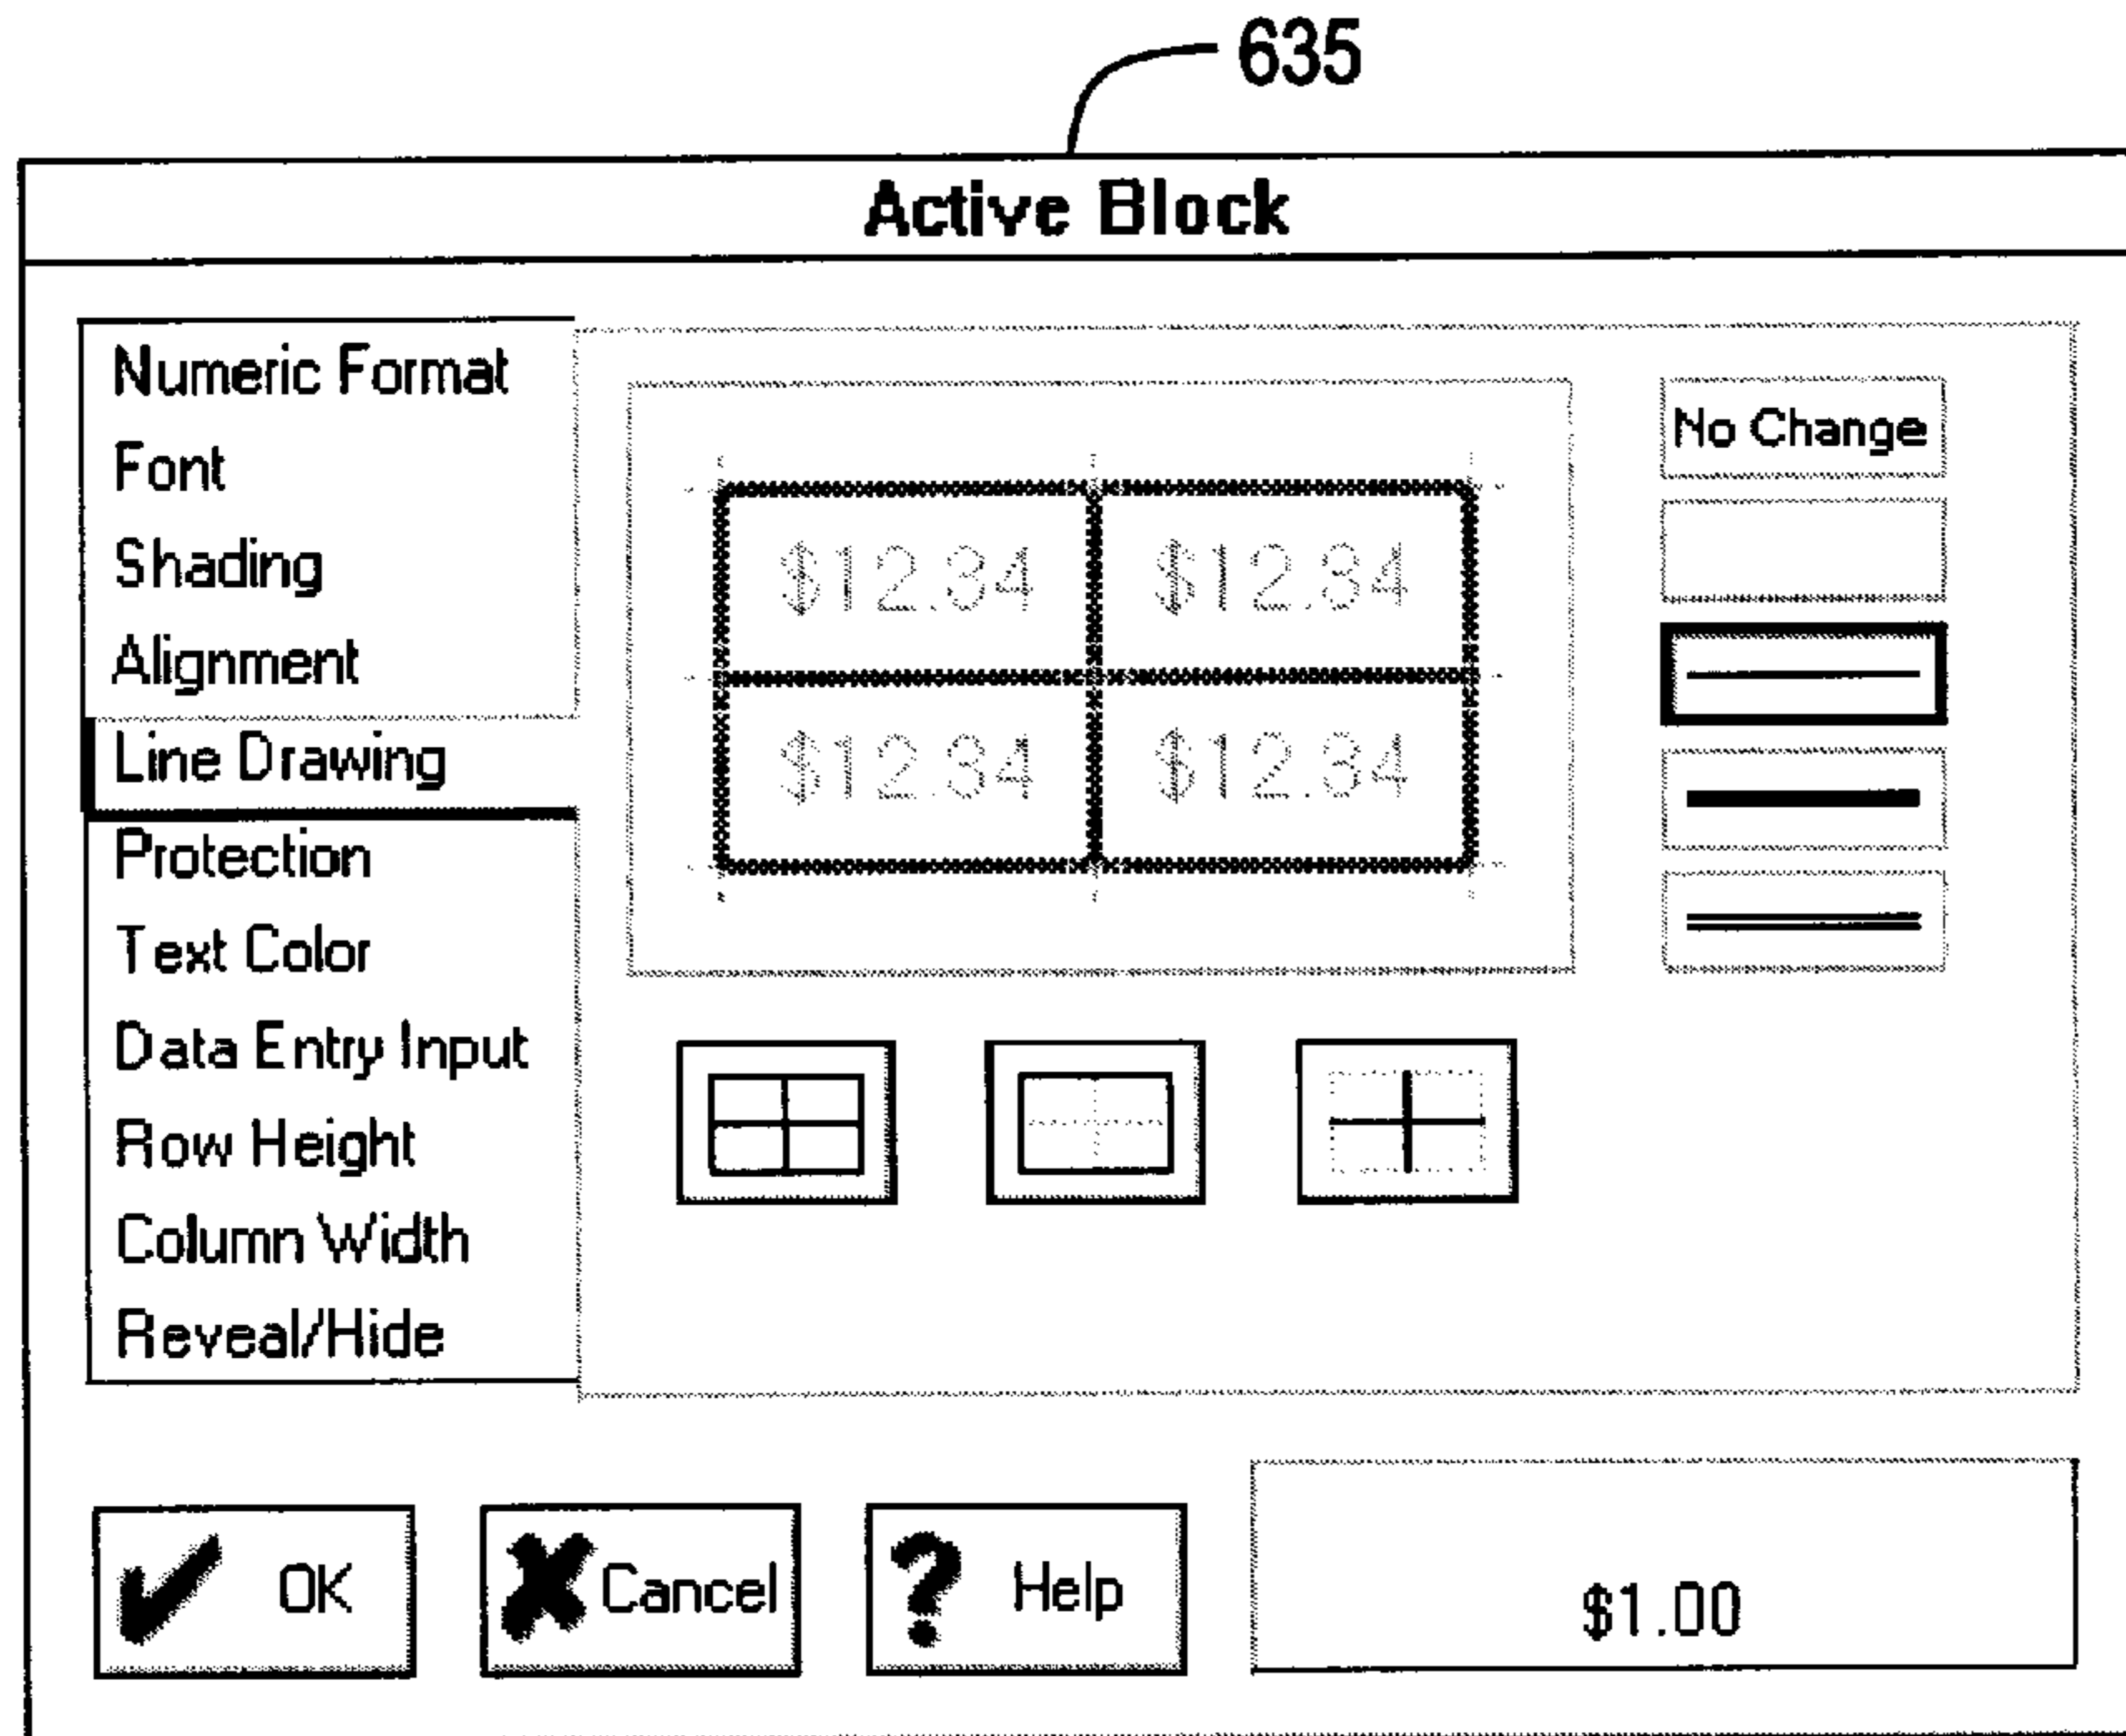 635
Active Block
Numeric Format
Font
Shading
Alignment
Line Drawing
Protection
Text Color
Data Entry Input
Row Height
Column Width
Reveal/Hide
$12.34 $12.34
$12.34 $12.34
No Change
OK
Cancel
? Help
$1.00